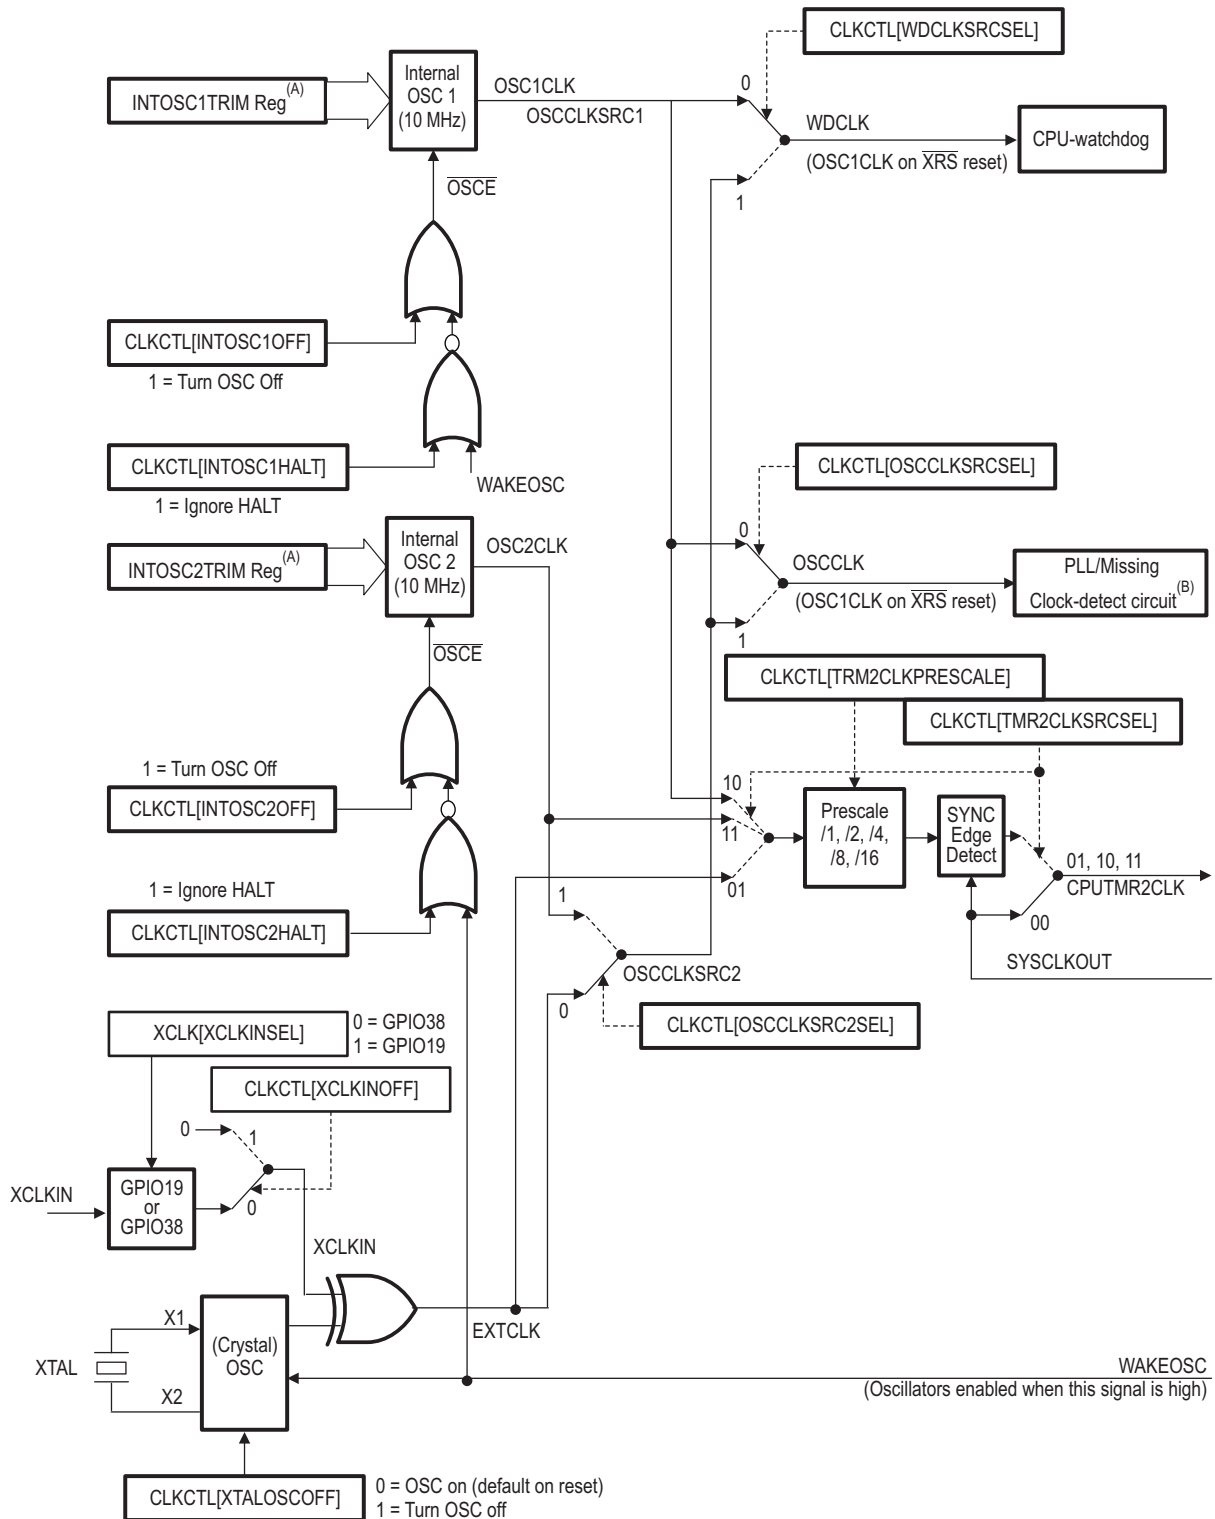 CLKCTL[WDCLKSRCSEL]
INTOSC1TRIM Reg(A)
Internal
OSC 1
(10 MHz)
OSC1CLK
OSCCLKSRC1
0
WDCLK
(OSC1CLK on XRS reset)
1
CPU-watchdog
OSCE
CLKCTL[INTOSC1OFF]
1 = Turn OSC Off
CLKCTL[INTOSC1HALT]
1 = Ignore HALT
WAKEOSC
CLKCTL[OSCCLKSRCSEL]
INTOSC2TRIM Reg(A)
Internal
OSC 2
(10 MHz)
OSC2CLK
0
OSCCLK
(OSC1CLK on XRS reset)
1
PLL/Missing
Clock-detect circuit(B)
OSCE
CLKCTL[TRM2CLKPRESCALE]
CLKCTL[TMR2CLKSRCSEL]
1 = Turn OSC Off
CLKCTL[INTOSC2OFF]
10
11
01
Prescale
/1, /2, /4,
/8, /16
SYNC
Edge
Detect
01, 10, 11
CPUTMR2CLK
00
SYSCLKOUT
1 = Ignore HALT
CLKCTL[INTOSC2HALT]
1
OSCCLKSRC2
0
CLKCTL[OSCCLKSRC2SEL]
XCLK[XCLKINSEL]
0 = GPIO38
1 = GPIO19
CLKCTL[XCLKINOFF]
0
1
XCLKIN
GPIO19
or
GPIO38
0
XCLKIN
EXTCLK
X1
XTAL
X2
(Crystal)
OSC
WAKEOSC
(Oscillators enabled when this signal is high)
CLKCTL[XTALOSCOFF]
0 = OSC on (default on reset)
1 = Turn OSC off